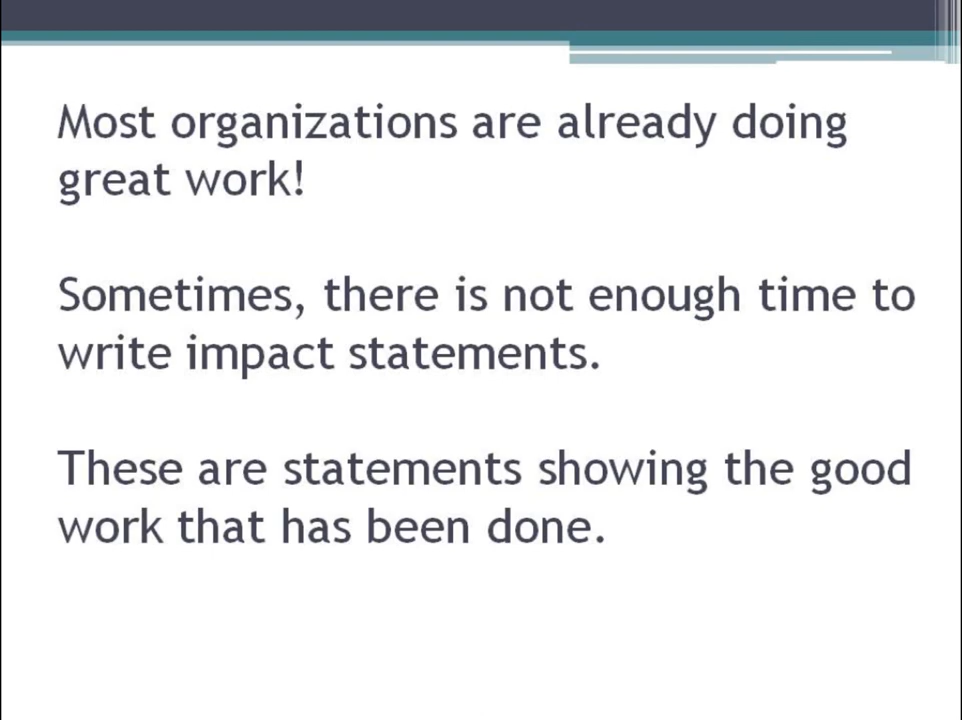 Most organizations are already doing
great work!
Sometimes, there is not enough time to
write impact statements.
These are statements showing the good
work that has been done.